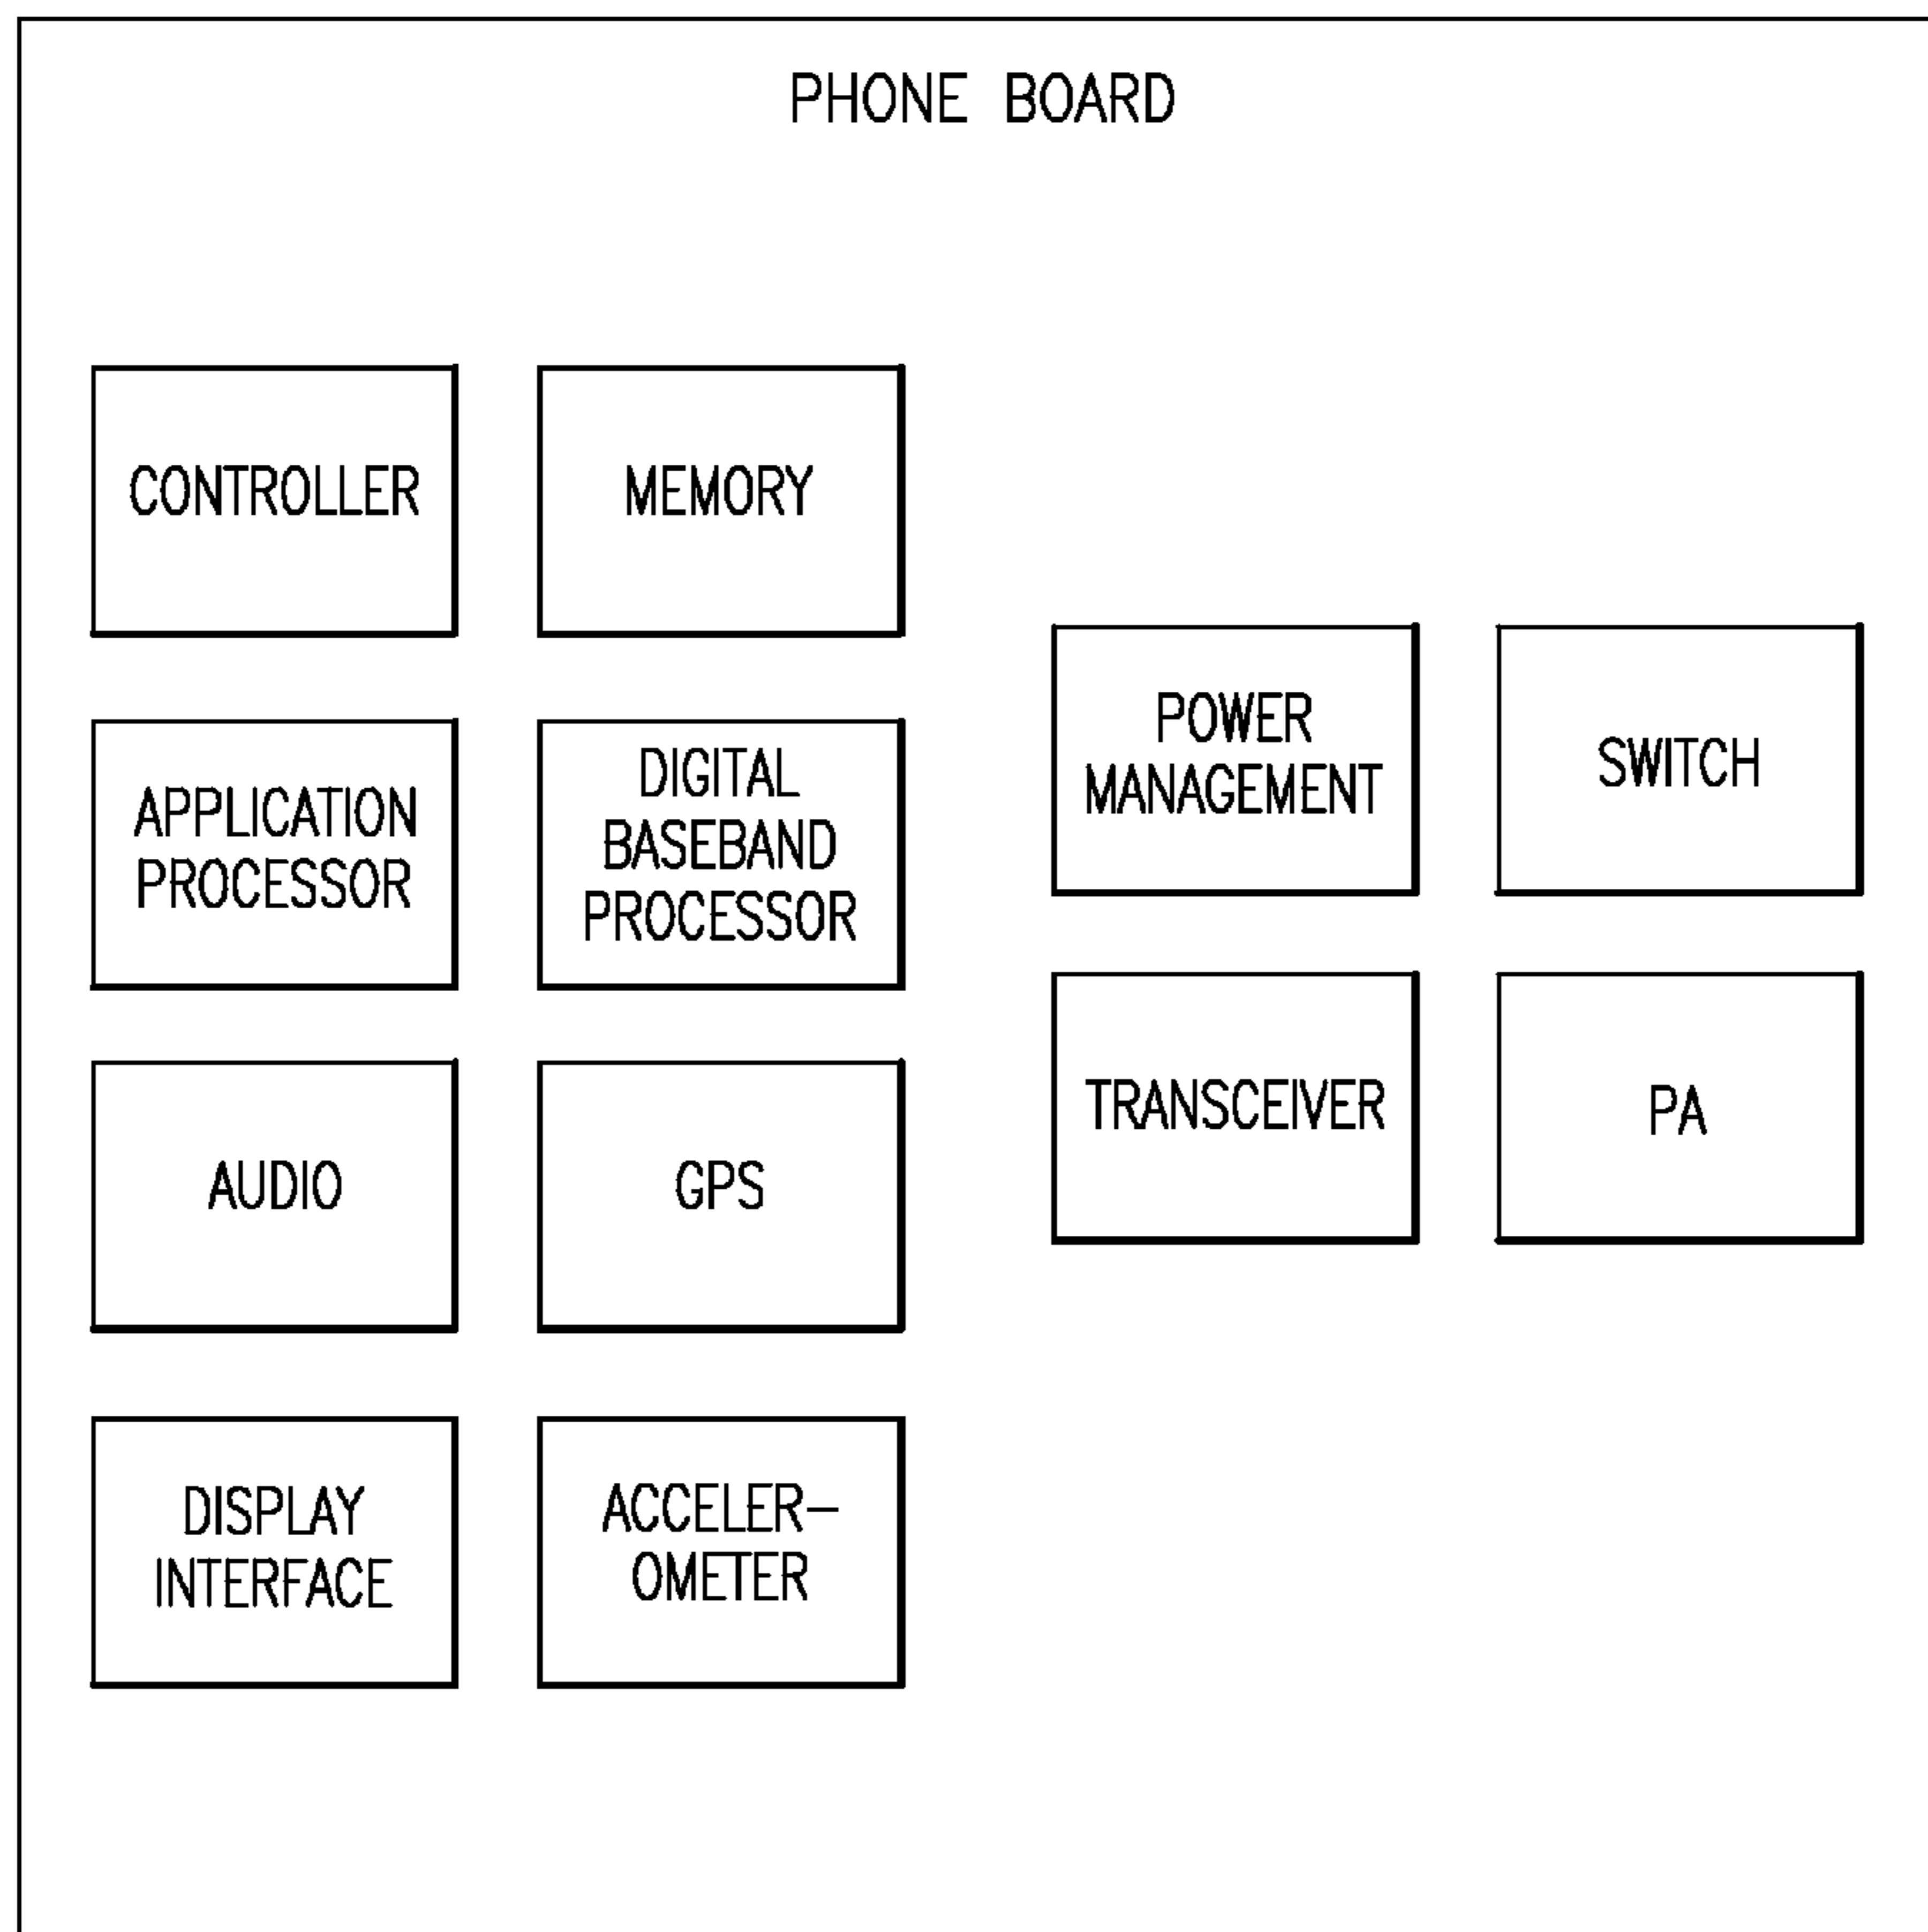 PHONE BOARD
CONTROLLER
MEMORY
APPLICATION
PROCESSOR
DIGITAL
BASEBAND
PROCESSOR
POWER
MANAGEMENT
SWITCH
AUDIO
GPS
TRANSCEIVER
PA
DISPLAY
INTERFACE
ACCELER-
OMETER